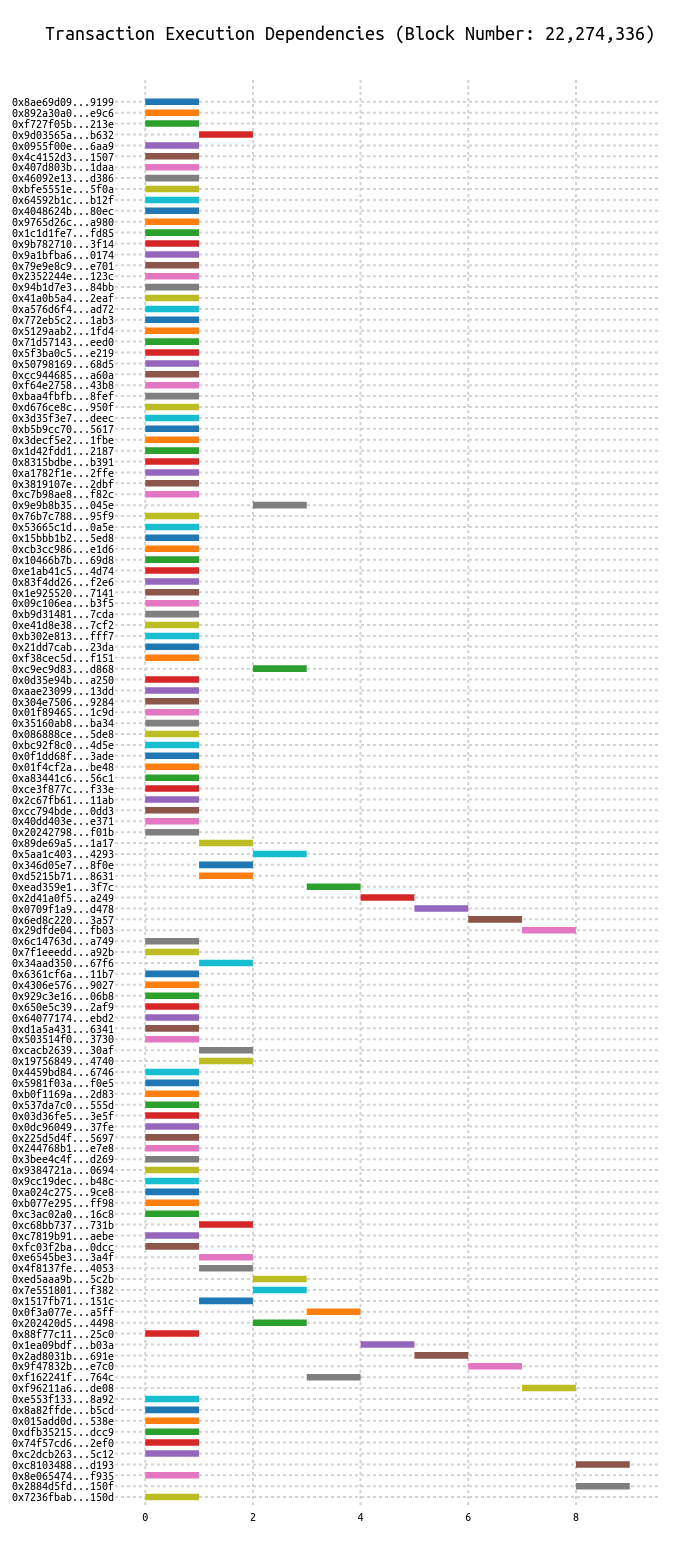 Transaction Execution Dependencies (Block Number: 22,274,336)
0x8ae69d09...9199
0x892a30a0...e9c6
0xf727f05b...213e
0x9d03565a...b632
0x0955f00e...6aa9
0x4c4152d3...1507
0x407d803b...1daa
0x46092e13...d386
0xbfe5551e...5f0a
0x64592b1c...b12f
0x4048624b...80ec
0x9765d26c...a980
0x1c1d1fe7...fd85
0x9b782710...3f14
0x9a1bfba6...0174
0x79e9e8c9...e701
0x2352244e...123c
0x94b1d7e3...84bb
0x41a0b5a4...2eaf
0xa576d6f4...ad72
0x772eb5c2...1ab3
0x5129aab2...1fd4
0x71d57143...eed0
0x5f3ba0c5...e219
0x50798169...68d5
0xcc944685...a60a
0xf64e2758...43b8
0xbaa4fbfb...8fef
0xd676ce8c...950f
0x3d35f3e7...deec
0xb5b9cc70...5617
0x3decf5e2...1fbe
0x1d42fdd1...2187
0x8315bdbe...b391
0xa1782f1e...2ffe
0x3819107e...2dbf
0xc7b98ae8...f82c
0x9e9b8b35...045e
0x76b7c788...95f9
0x53665c1d...0a5e
0x15bbb1b2...5ed8
0xcb3cc986...e1d6
0x10466b7b...69d8
0xe1ab41c5...4d74
0x83f4dd26...f2e6
0x1e925520...7141
0x09c106ea...b3f5
0xb9d31481...7cda
0xe41d8e38...7cf2
0xb302e813...fff7
0x21dd7cab...23da
0xf38cec5d...f151
0xc9ec9d83...d868
0x0d35e94b...a250
0xaae23099...13dd
0x304e7506...9284
0x01f89465...1c9d
0x35160ab8...ba34
0x086888ce...5de8
0xbc92f8c0...4d5e
0x0f1dd68f...3ade
0x01f4cf2a...be48
0xa83441c6...56c1
0xce3f877c...f33e
0x2c67fb61...11ab
0xcc794bde...0dd3
0x40dd403e...e371
0x20242798...f01b
0x89de69a5...1a17
0x5aa1c403...4293
0x346d05e7...8f0e
0xd5215b71...8631
0xead359e1...3f7c
0x2d41a0f5...a249
0x0709f1a9...d478
0x6ed8c220...3a57
0x29dfde04...fb03
0x6c14763d...a749
0x7f1eeedd...a92b
0x34aad350...67f6
0x6361cf6a...11b7
0x4306e576...9027
0x929c3e16...06b8
0x650e5c39...2af9
0x64077174...ebd2
0xd1a5a431...6341
0x503514f0...3730
0xcacb2639...30af
0x19756849...4740
0x4459bd84...6746
0x5981f03a...f0e5
0xb0f1169a...2d83
0x537da7c0...555d
0x03d36fe5...3e5f
0x0dc96049...37fe
0x225d5d4f...5697
0x244768b1...e7e8
0x3bee4c4f...d269
0x9384721a...0694
0x9cc19dec...b48c
0xa024c275...9ce8
0xb077e295...ff98
0xc3ac02a0...16c8
0xc68bb737...731b
0xc7819b91...aebe
0xfc03f2ba...0dcc
0xe6545be3...3a4f
0x4f8137fe...4053
0xed5aaa9b...5c2b
0x7e551801...f382
0x1517fb71...151c
0x0f3a077e...a5ff
0x202420d5...4498
0x88f77c11...25c0
0x1ea09bdf...b03a
0x2ad8031b...691e
0x9f47832b...e7c0
0xf162241f...764c
0xf96211a6...de08
0xe553f133...8a92
0x8a82ffde...b5cd
0x015add0d...538e
0xdfb35215...dcc9
0x74f57cd6...2ef0
0xc2dcb263...5c12
0xc8103488...d193
0x8e065474...f935
0x2884d5fd...150f
0x7236fbab...150d
0 2 4 6 8